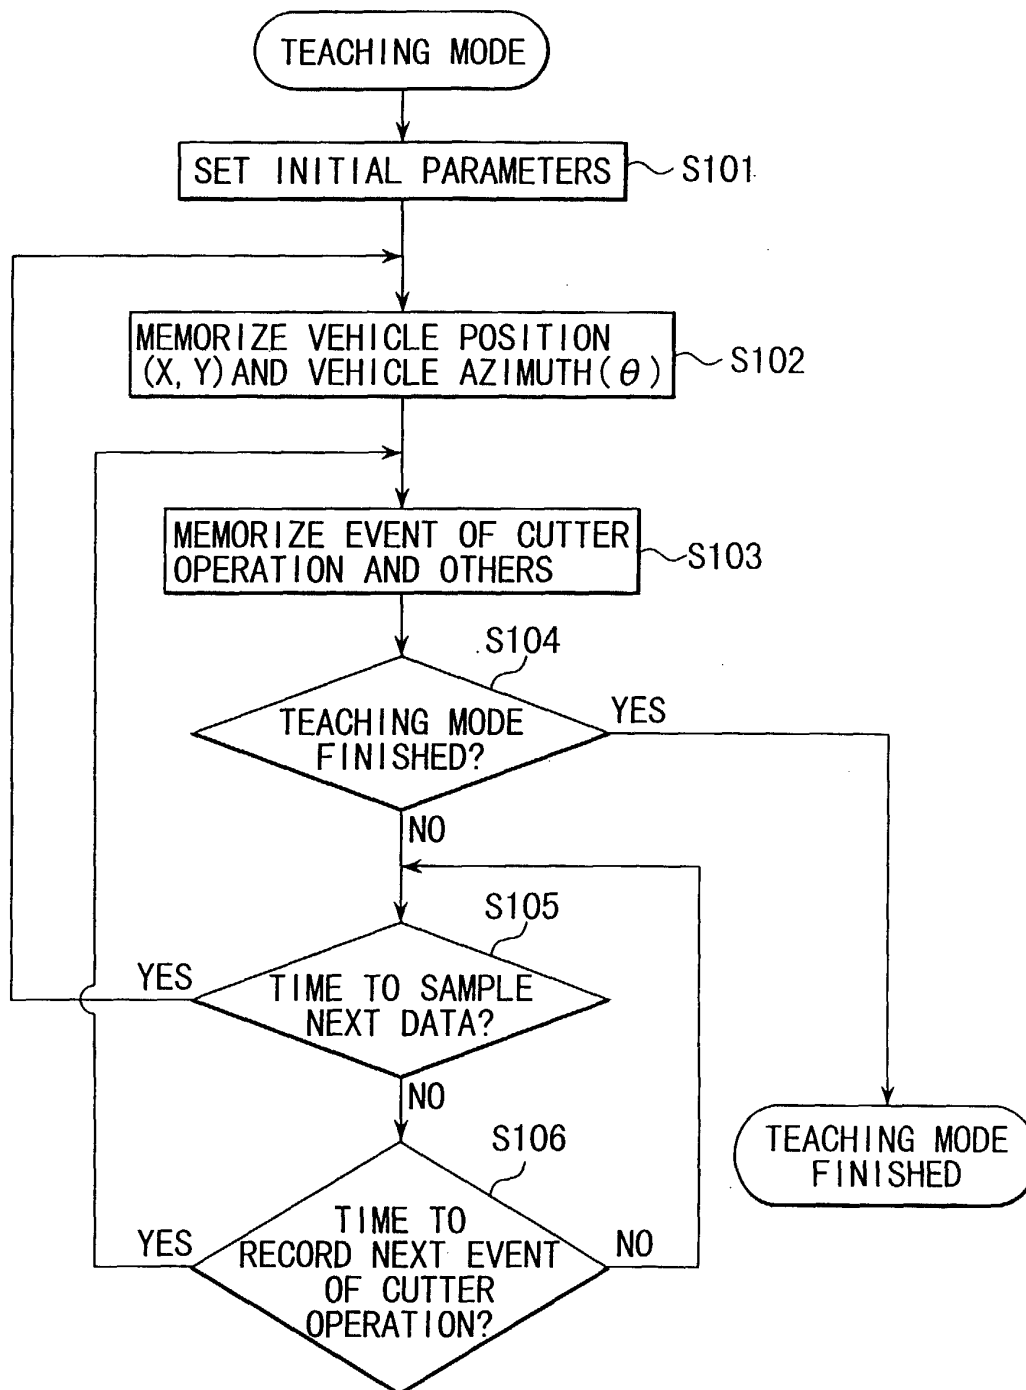 TEACHING MODE
SET INITIAL PARAMETERS
S101
MEMORIZE VEHICLE POSITION
(X, Y) AND VEHICLE AZIMUTH(θ)
S102
MEMORIZE EVENT OF CUTTER
OPERATION AND OTHERS
S103
S104
TEACHING MODE
FINISHED?
YES
NO
S105
YES
TIME TO SAMPLE
NEXT DATA?
NO
S106
YES
TIME TO
RECORD NEXT EVENT
OF CUTTER
OPERATION?
NO
TEACHING MODE
FINISHED